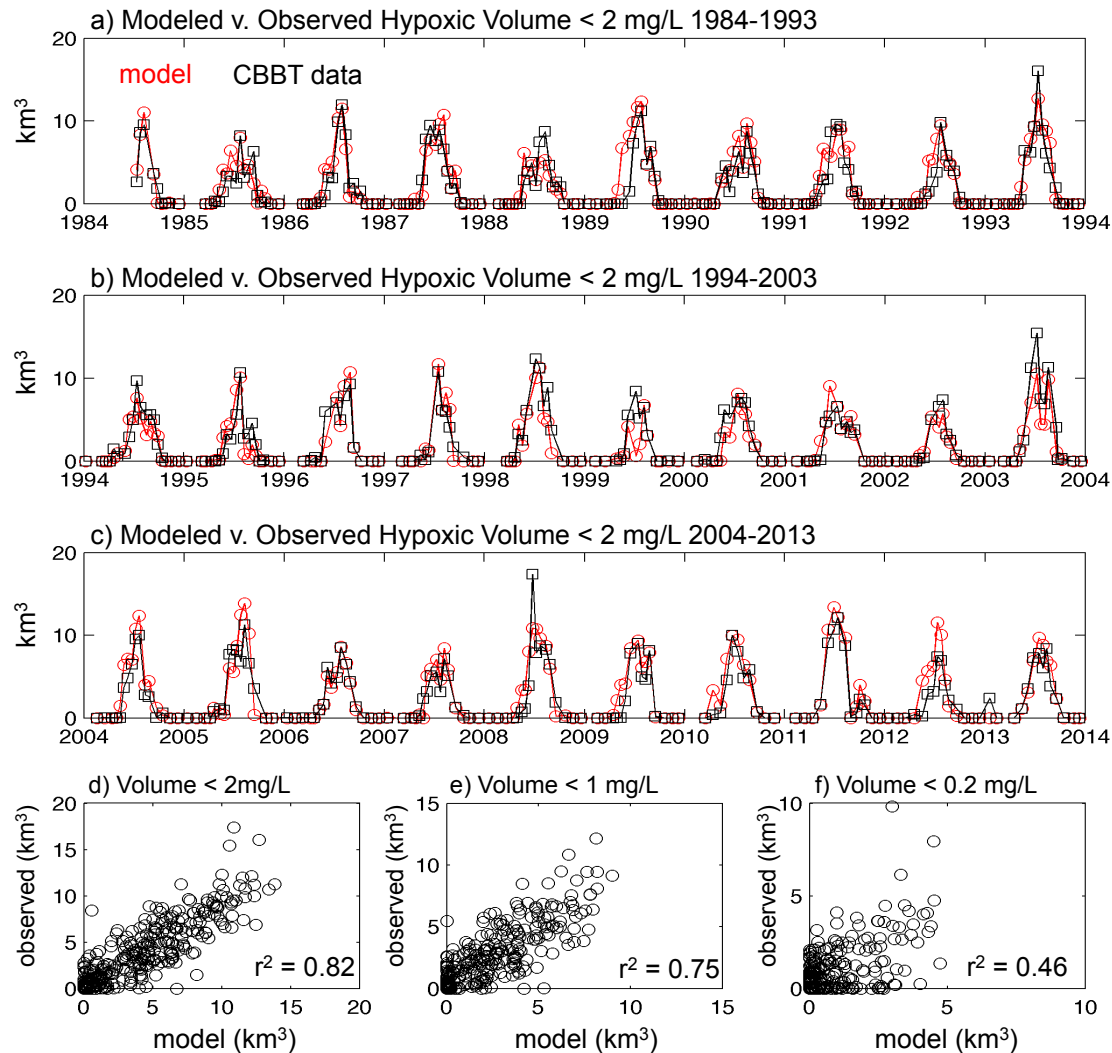 a) Modeled v. Observed Hypoxic Volume < 2 mg/L 1984-1993
20
10
0
km³
model CBBT data
1984 1985 1986 1987 1988 1989 1990 1991 1992 1993 1994
b) Modeled v. Observed Hypoxic Volume < 2 mg/L 1994-2003
20
10
0
km³
1994 1995 1996 1997 1998 1999 2000 2001 2002 2003 2004
c) Modeled v. Observed Hypoxic Volume < 2 mg/L 2004-2013
20
10
0
km³
2004 2005 2006 2007 2008 2009 2010 2011 2012 2013 2014
d) Volume < 2mg/L
20
15
10
5
0
observed (km³)
r² = 0.82
0 5 10 15 20
model (km³)
e) Volume < 1 mg/L
15
10
5
0
observed (km³)
r² = 0.75
0 5 10 15
model (km³)
f) Volume < 0.2 mg/L
10
5
0
observed (km³)
r² = 0.46
0 5 10
model (km³)